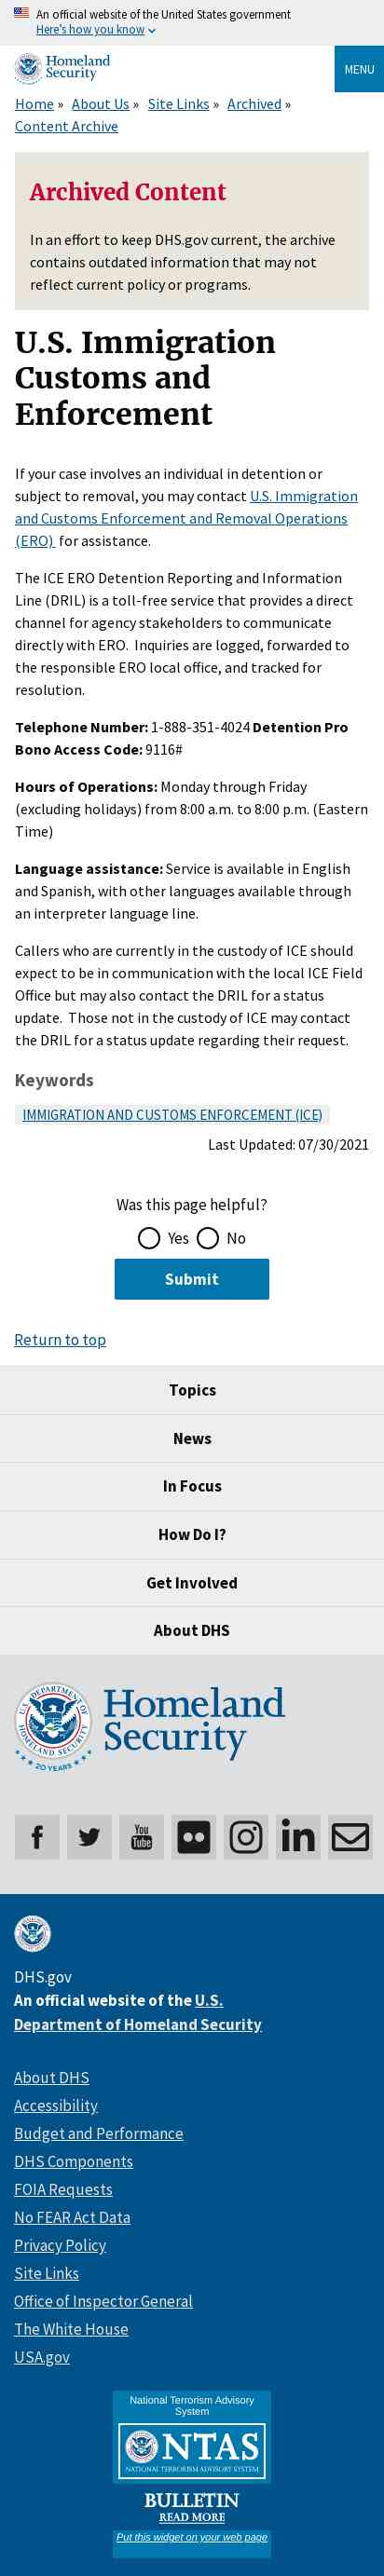 An official website of the United States government
Here's how you know
Homeland
Security
MENU
Home » About Us » Site Links » Archived »
Content Archive
Archived Content
In an effort to keep DHS.gov current, the archive
contains outdated information that may not
reflect current policy or programs.
U.S. Immigration
Customs and
Enforcement
If your case involves an individual in detention or
subject to removal, you may contact U.S. Immigration
and Customs Enforcement and Removal Operations
(ERO)  for assistance.
The ICE ERO Detention Reporting and Information
Line (DRIL) is a toll-free service that provides a direct
channel for agency stakeholders to communicate
directly with ERO.  Inquiries are logged, forwarded to
the responsible ERO local office, and tracked for
resolution.
Telephone Number: 1-888-351-4024 Detention Pro
Bono Access Code: 9116#
Hours of Operations: Monday through Friday
(excluding holidays) from 8:00 a.m. to 8:00 p.m. (Eastern
Time)
Language assistance: Service is available in English
and Spanish, with other languages available through
an interpreter language line.
Callers who are currently in the custody of ICE should
expect to be in communication with the local ICE Field
Office but may also contact the DRIL for a status
update.  Those not in the custody of ICE may contact
the DRIL for a status update regarding their request.
Keywords
IMMIGRATION AND CUSTOMS ENFORCEMENT (ICE)
Last Updated: 07/30/2021
Was this page helpful?
Yes No
Submit
Return to top
Topics
News
In Focus
How Do I?
Get Involved
About DHS
U.S. DEPARTMENT OF HOMELAND SECURITY
20 YEARS
Homeland
Security
You
Tube
DHS.gov
An official website of the U.S.
Department of Homeland Security
About DHS
Accessibility
Budget and Performance
DHS Components
FOIA Requests
No FEAR Act Data
Privacy Policy
Site Links
Office of Inspector General
The White House
USA.gov
National Terrorism Advisory
System
NTAS
NATIONAL TERRORISM ADVISORY SYSTEM
BULLETIN
READ MORE
Put this widget on your web page